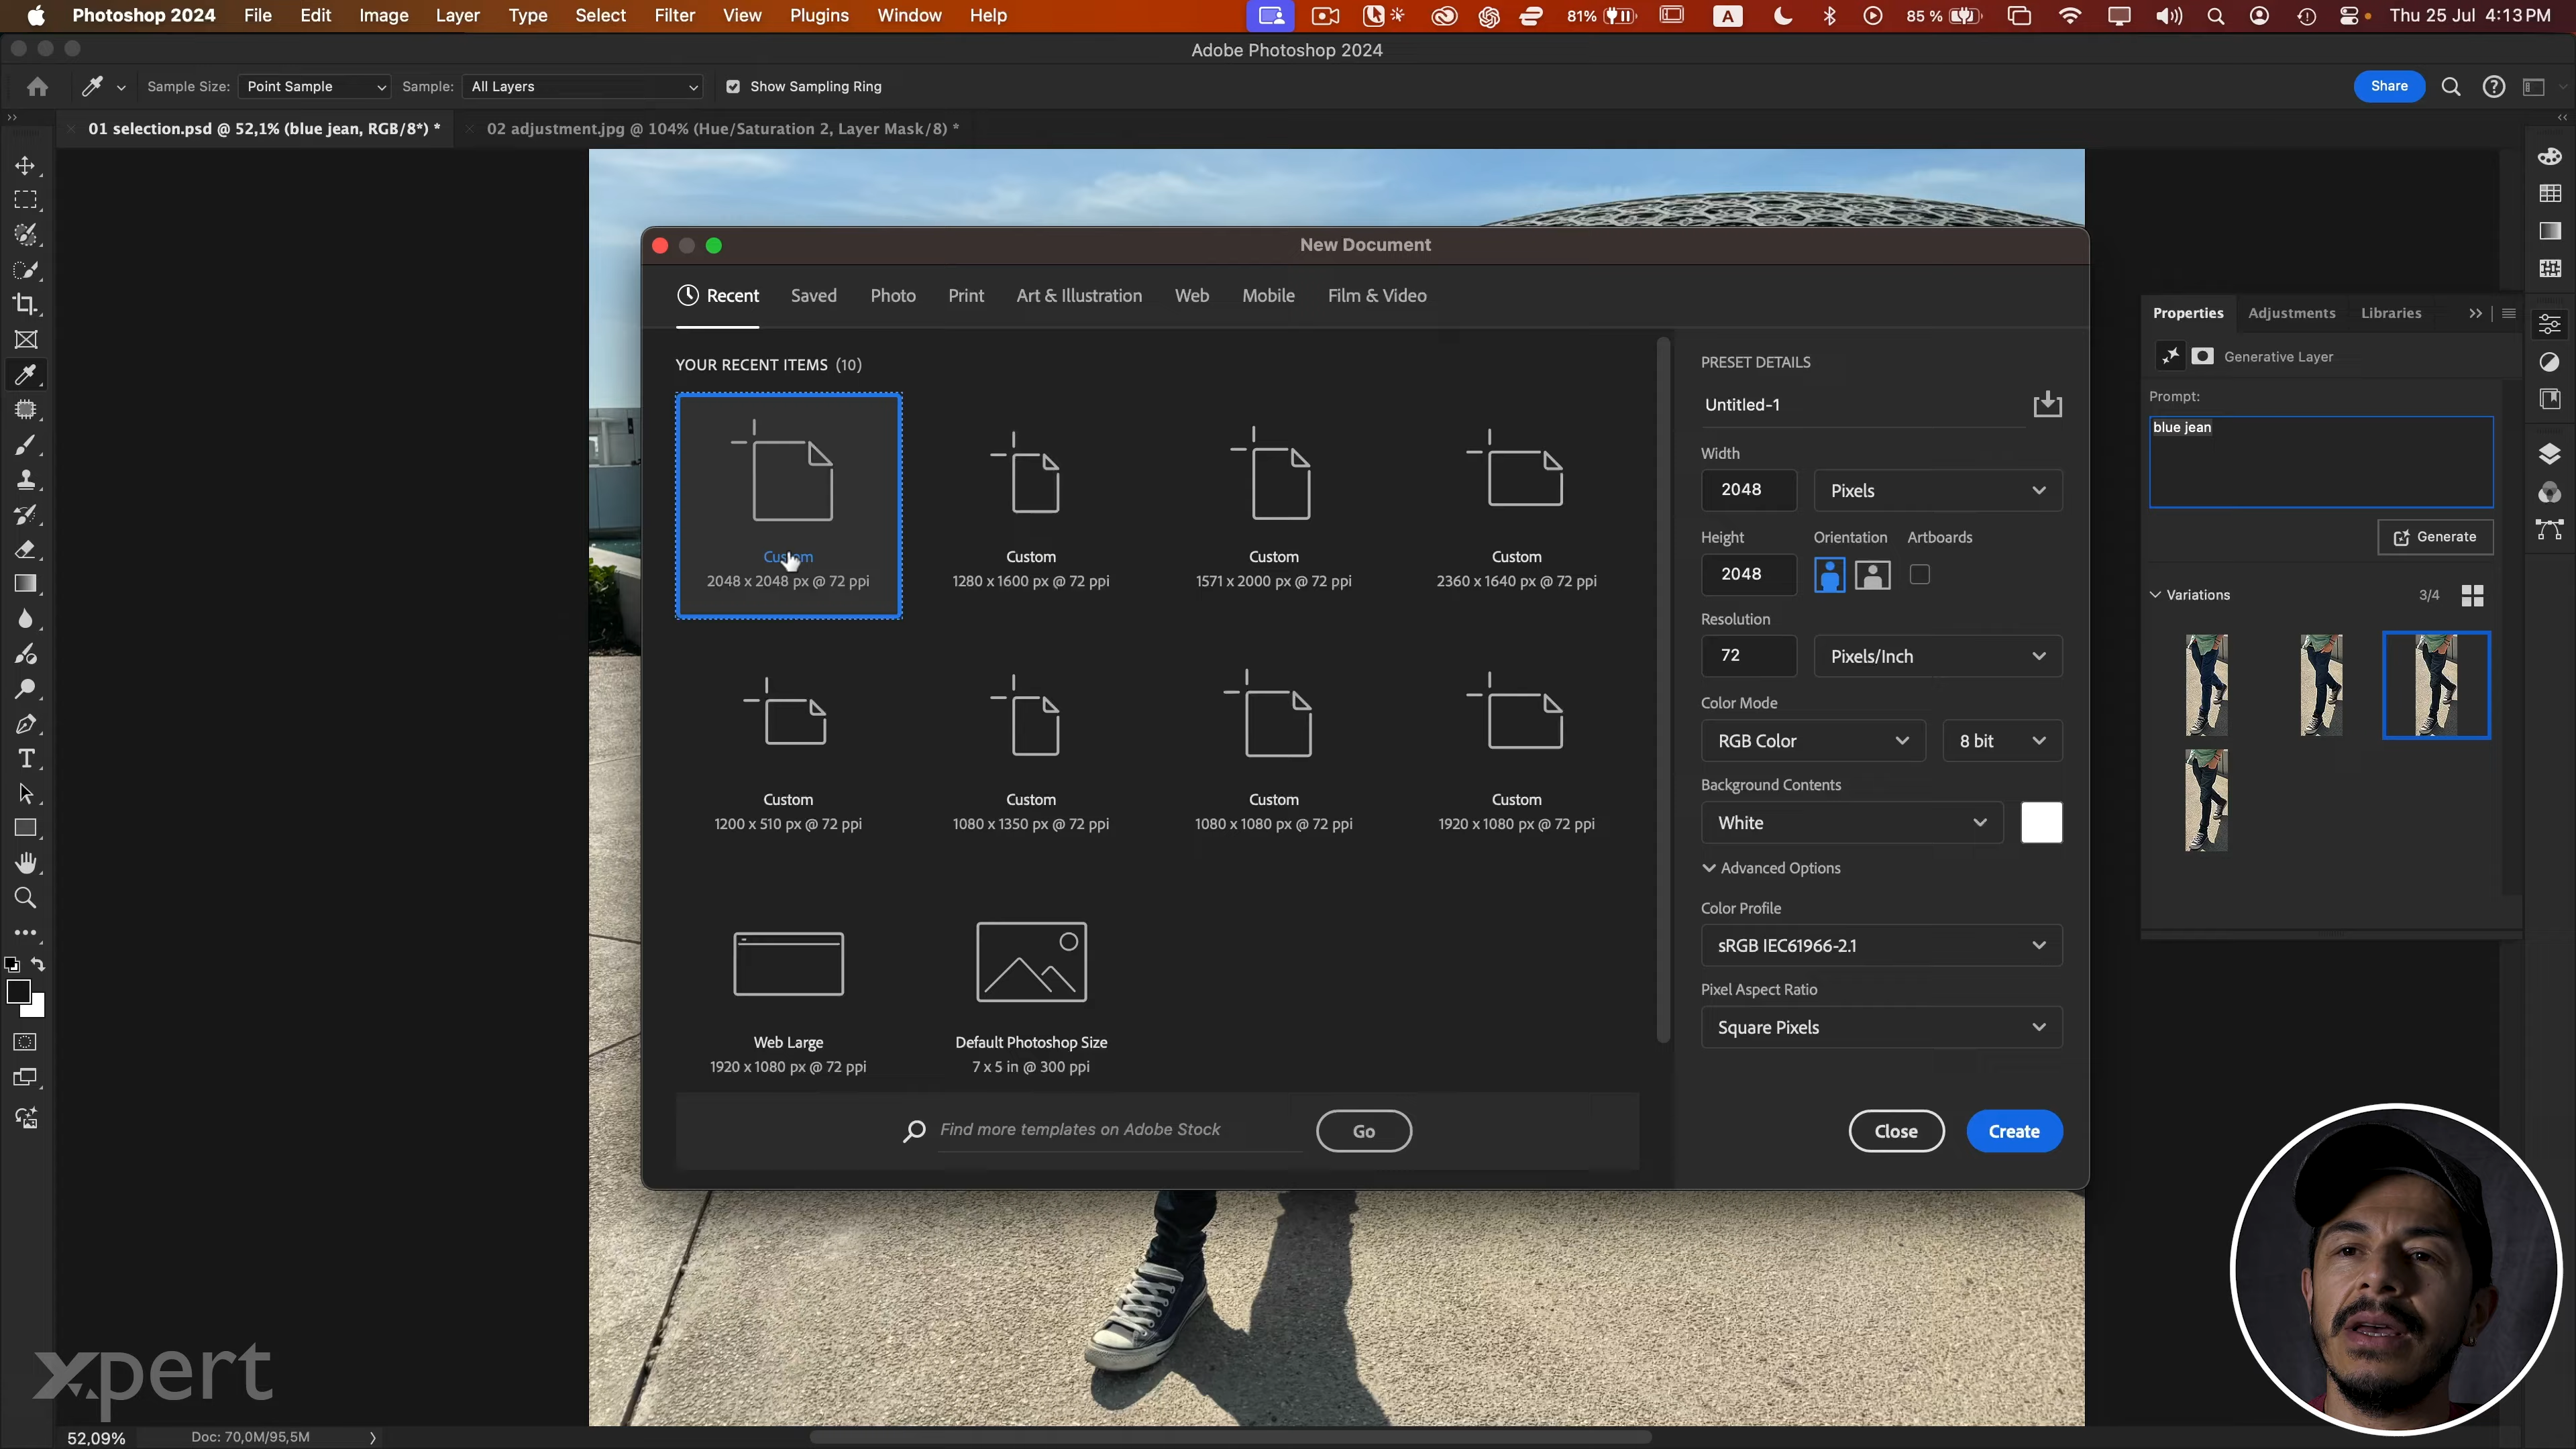 Photoshop 2024 File Edit Image Layer Type Select Filter View Plugins Window Help 81% A 85 % Thu 25 Jul 4:13 PM
Adobe Photoshop 2024
Sample Size: Point Sample Sample: All Layers Show Sampling Ring Share
01 selection.psd @ 52,1% (blue jean, RGB/8*) * 02 adjustment.jpg @ 104% (Hue/Saturation 2, Layer Mask/8) *
New Document
Recent Saved Photo Print Art & Illustration Web Mobile Film & Video
YOUR RECENT ITEMS (10)
Custom
2048 x 2048 px @ 72 ppi
Custom
1280 x 1600 px @ 72 ppi
Custom
1571 x 2000 px @ 72 ppi
Custom
2360 x 1640 px @ 72 ppi
Custom
1200 x 510 px @ 72 ppi
Custom
1080 x 1350 px @ 72 ppi
Custom
1080 x 1080 px @ 72 ppi
Custom
1920 x 1080 px @ 72 ppi
Web Large
1920 x 1080 px @ 72 ppi
Default Photoshop Size
7 x 5 in @ 300 ppi
Find more templates on Adobe Stock Go
PRESET DETAILS
Untitled-1
Width
2048 Pixels
Height Orientation Artboards
2048
Resolution
72 Pixels/Inch
Color Mode
RGB Color 8 bit
Background Contents
White
Advanced Options
Color Profile
sRGB IEC61966-2.1
Pixel Aspect Ratio
Square Pixels
Close Create
Properties Adjustments Libraries
Generative Layer
Prompt:
blue jean
Generate
Variations 3/4
xpert
52,09% Doc: 70,0M/95,5M